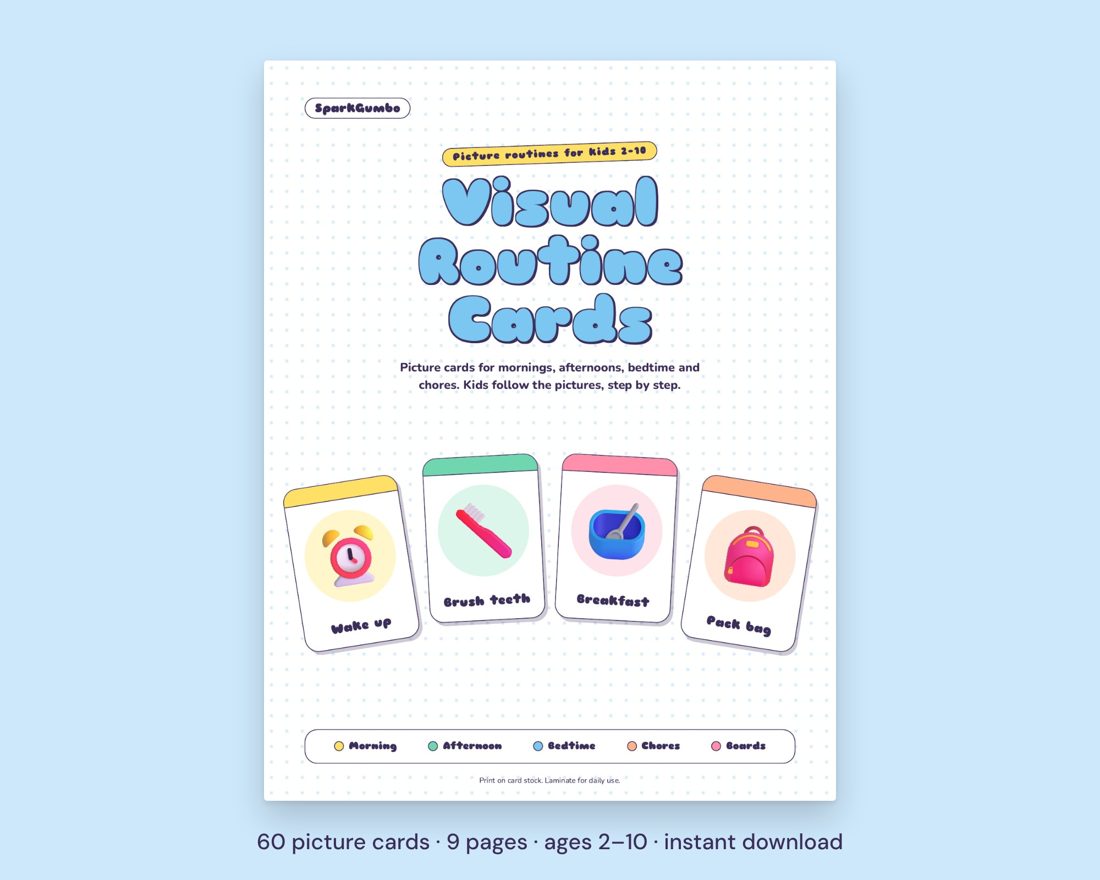 SparkGumbo
Picture routines for kids 2-10
Visual
Routine
Cards
Picture cards for mornings, afternoons, bedtime and
chores. Kids follow the pictures, step by step.
Wake up
Brush teeth
Breakfast
Pack bag
Morning
Afternoon
Bedtime
Chores
Boards
Print on card stock. Laminate for daily use.
60 picture cards · 9 pages · ages 2–10 · instant download